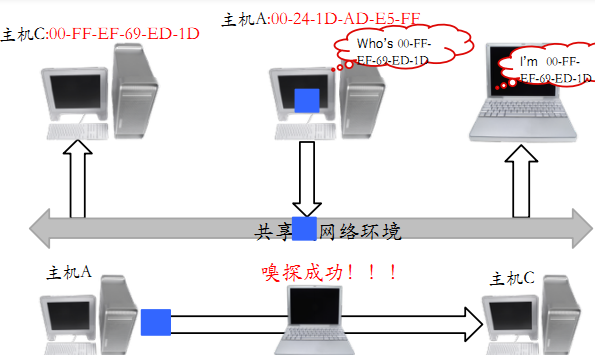 主机A:00-24-1D-AD-E5-FF
主机C:00-FF-EF-69-ED-1D
Who's 00-FF-
EF-69-ED-1D
I'm 00-FF-
EF-69-ED-1D
共享 网络环境
主机A
嗅探成功！！！
主机C